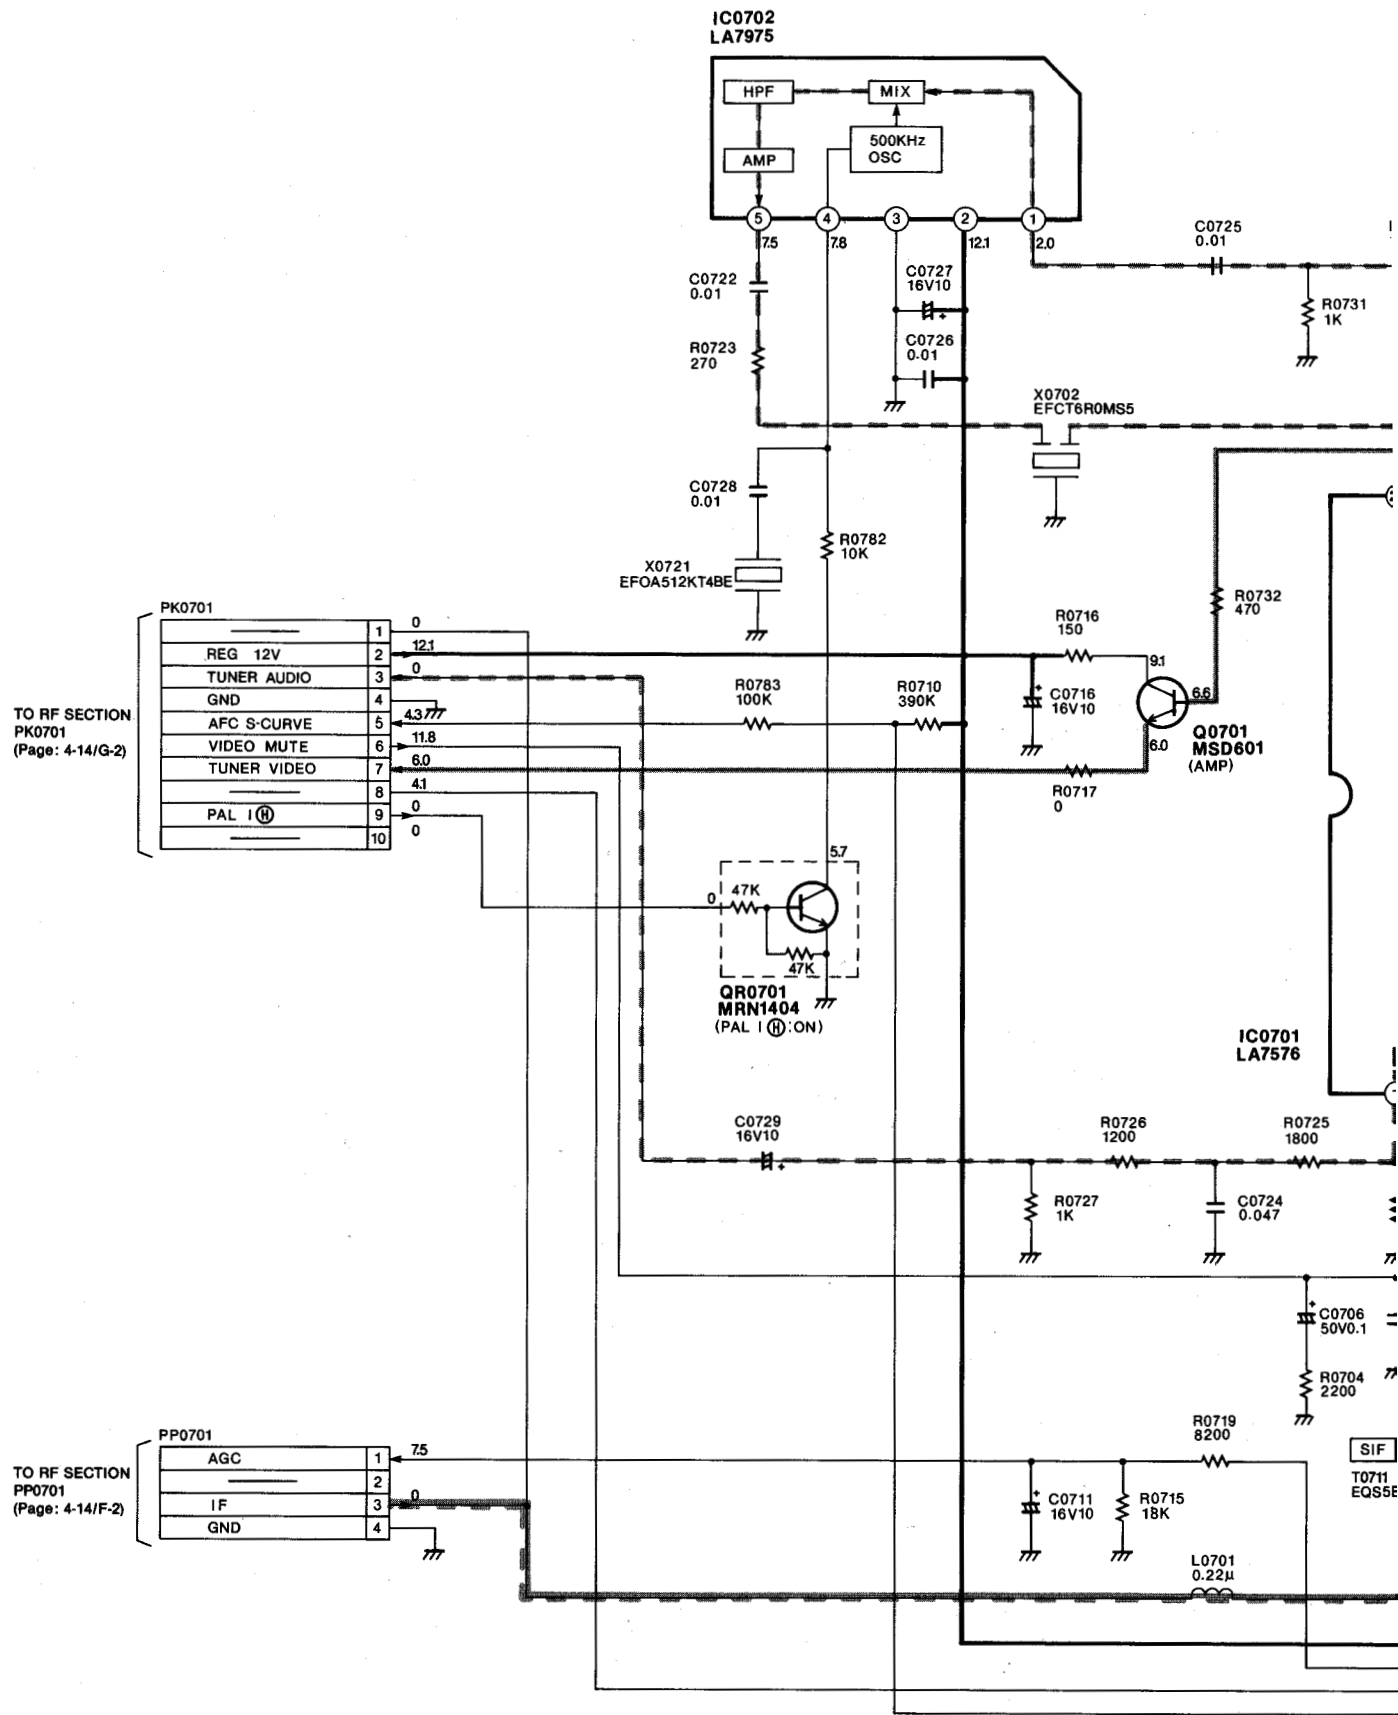 IC0702
LA7975
HPF
MIX
500KHz
OSC
AMP
5
4
3
2
1
7.5
7.8
12.1
2.0
C0725
0.01
C0722
0.01
C0727
16V10
+
R0731
1K
R0723
270
C0726
0.01
X0702
EFCT6R0MS5
C0728
0.01
R0782
10K
X0721
EFOA512KT4BE
R0732
470
PK0701
1
0
REG 12V
2
12.1
TUNER AUDIO
3
0
GND
4
AFC S-CURVE
5
4.3
VIDEO MUTE
6
11.8
TUNER VIDEO
7
6.0
8
4.1
PAL I Ⓗ
9
0
10
0
TO RF SECTION
PK0701
(Page: 4-14/G-2)
R0716
150
9.1
R0783
100K
R0710
390K
+
C0716
16V10
6.6
6.0
Q0701
MSD601
(AMP)
R0717
0
5.7
0
47K
47K
QR0701
MRN1404
(PAL I Ⓗ:ON)
IC0701
LA7576
C0729
16V10
+
R0726
1200
R0725
1800
R0727
1K
C0724
0.047
+
C0706
50V0.1
R0704
2200
R0719
8200
SIF
T0711
EQS5E
PP0701
AGC
1
7.5
2
IF
3
0
GND
4
TO RF SECTION
PP0701
(Page: 4-14/F-2)
+
C0711
16V10
R0715
18K
L0701
0.22μ